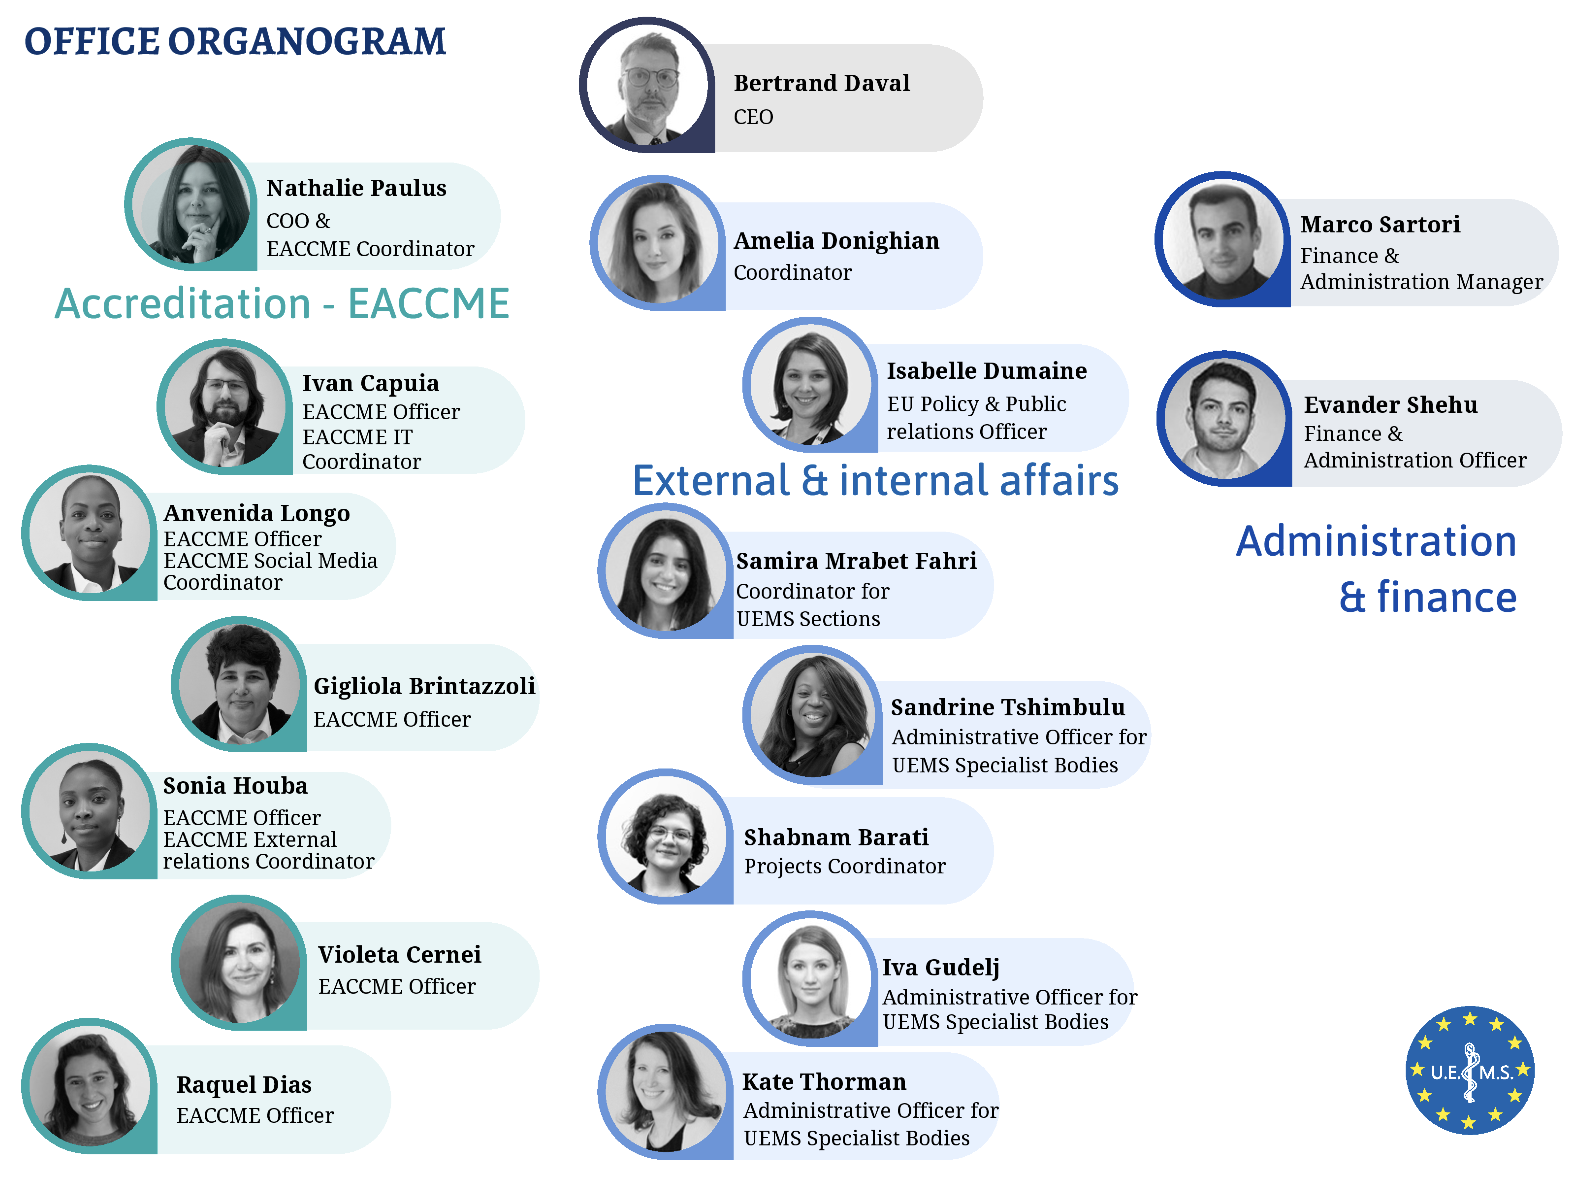 OFFICE ORGANOGRAM
Bertrand Daval
CEO
Nathalie Paulus
COO &
EACCME Coordinator
Accreditation - EACCME
Ivan Capuia
EACCME Officer
EACCME IT
Coordinator
Anvenida Longo
EACCME Officer
EACCME Social Media
Coordinator
Gigliola Brintazzoli
EACCME Officer
Sonia Houba
EACCME Officer
EACCME External
relations Coordinator
Violeta Cernei
EACCME Officer
Raquel Dias
EACCME Officer
Amelia Donighian
Coordinator
Isabelle Dumaine
EU Policy & Public
relations Officer
External & internal affairs
Samira Mrabet Fahri
Coordinator for
UEMS Sections
Sandrine Tshimbulu
Administrative Officer for
UEMS Specialist Bodies
Shabnam Barati
Projects Coordinator
Iva Gudelj
Administrative Officer for
UEMS Specialist Bodies
Kate Thorman
Administrative Officer for
UEMS Specialist Bodies
Marco Sartori
Finance &
Administration Manager
Evander Shehu
Finance &
Administration Officer
Administration
& finance
U.E.M.S.